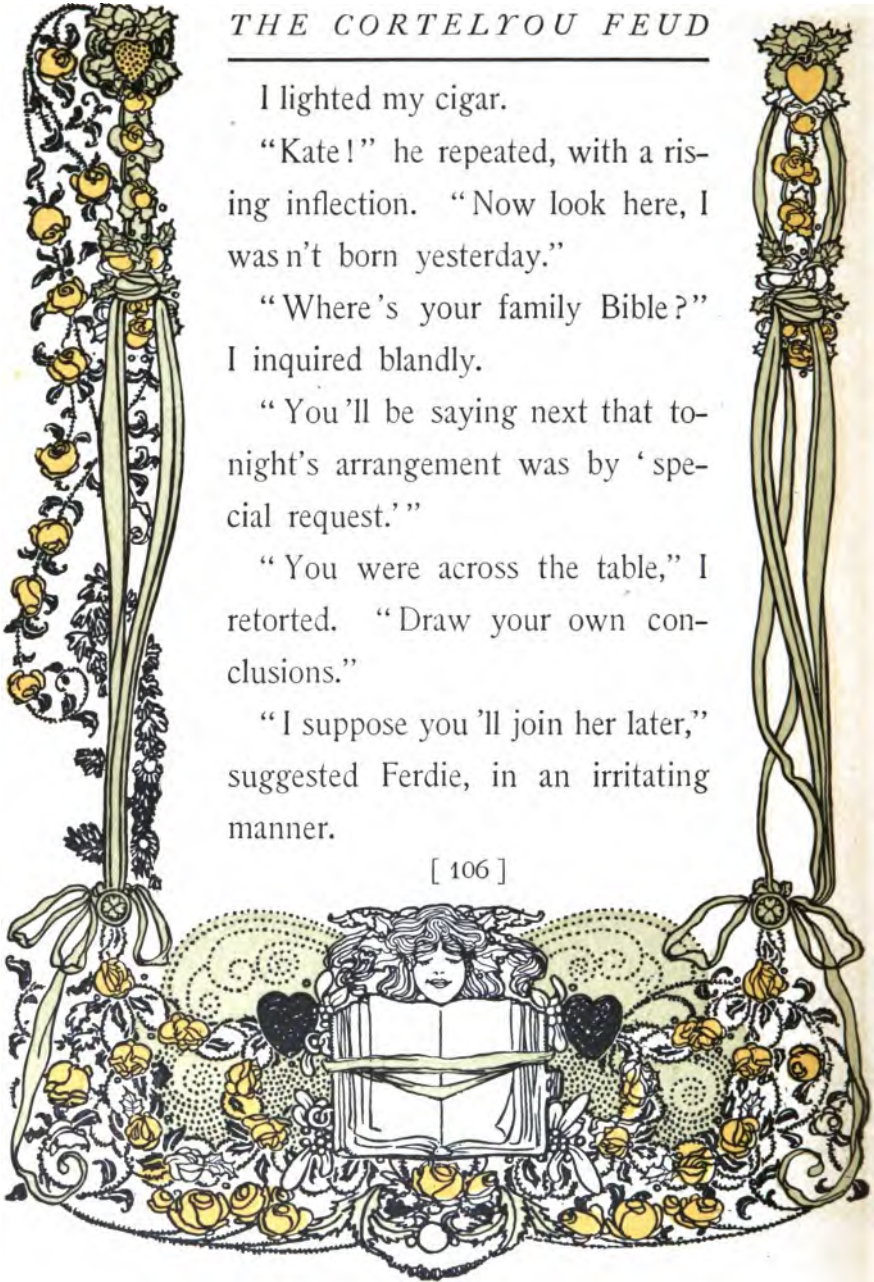 THE CORTELYOU FEUD
I lighted my cigar.
“Kate!” he repeated, with a ris-
ing inflection. “Now look here, I
was n't born yesterday.”
“Where 's your family Bible?”
I inquired blandly.
“You 'll be saying next that to-
night's arrangement was by ‘spe-
cial request.’”
“You were across the table,” I
retorted. “Draw your own con-
clusions.”
“I suppose you 'll join her later,”
suggested Ferdie, in an irritating
manner.
[ 106 ]